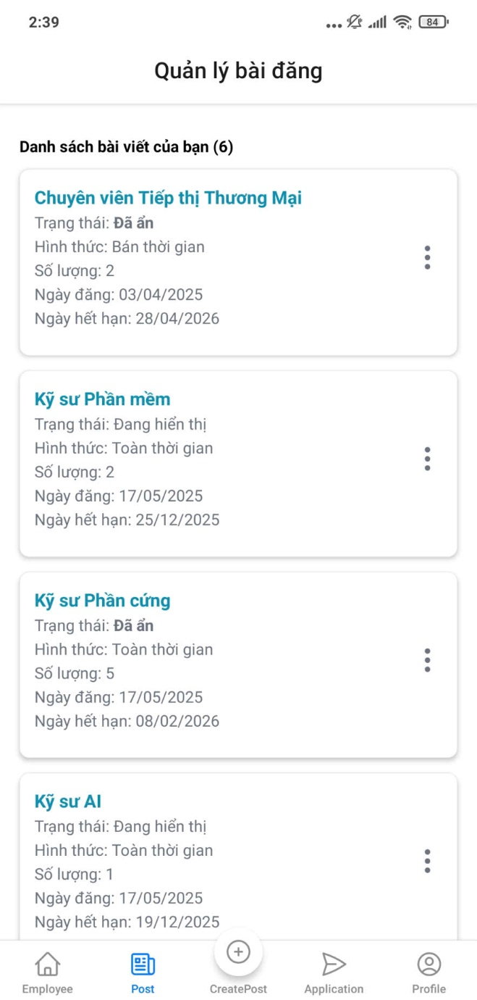 2:39
84
Quản lý bài đăng
Danh sách bài viết của bạn (6)
Chuyên viên Tiếp thị Thương Mại
Trạng thái: Đã ẩn
Hình thức: Bán thời gian
Số lượng: 2
Ngày đăng: 03/04/2025
Ngày hết hạn: 28/04/2026
Kỹ sư Phần mềm
Trạng thái: Đang hiển thị
Hình thức: Toàn thời gian
Số lượng: 2
Ngày đăng: 17/05/2025
Ngày hết hạn: 25/12/2025
Kỹ sư Phần cứng
Trạng thái: Đã ẩn
Hình thức: Toàn thời gian
Số lượng: 5
Ngày đăng: 17/05/2025
Ngày hết hạn: 08/02/2026
Kỹ sư AI
Trạng thái: Đang hiển thị
Hình thức: Toàn thời gian
Số lượng: 1
Ngày đăng: 17/05/2025
Ngày hết hạn: 19/12/2025
Employee
Post
CreatePost
Application
Profile